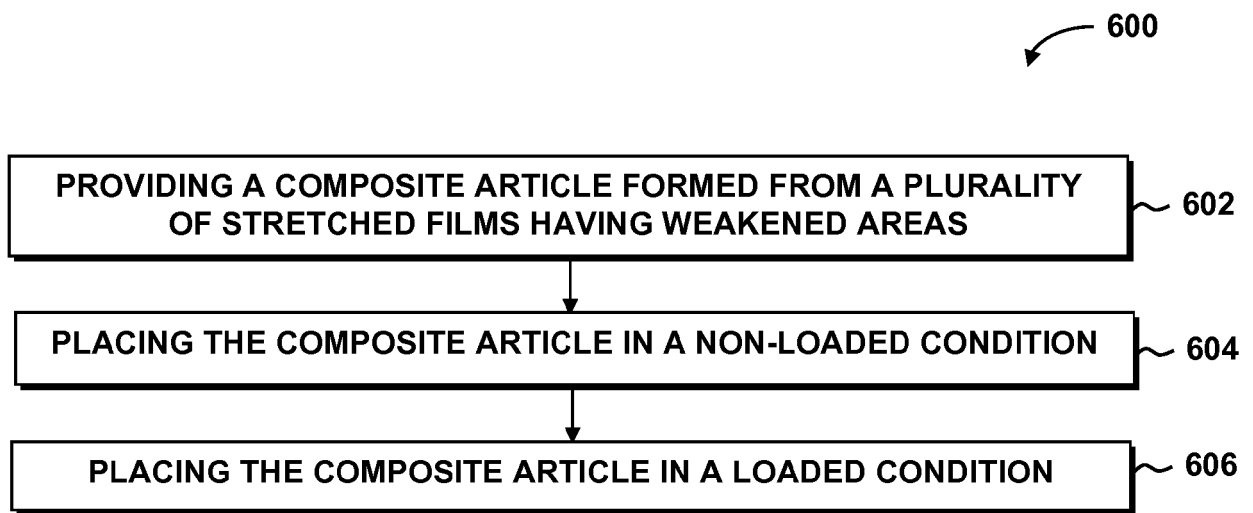 600
PROVIDING A COMPOSITE ARTICLE FORMED FROM A PLURALITY
OF STRETCHED FILMS HAVING WEAKENED AREAS
602
PLACING THE COMPOSITE ARTICLE IN A NON-LOADED CONDITION
604
PLACING THE COMPOSITE ARTICLE IN A LOADED CONDITION
606